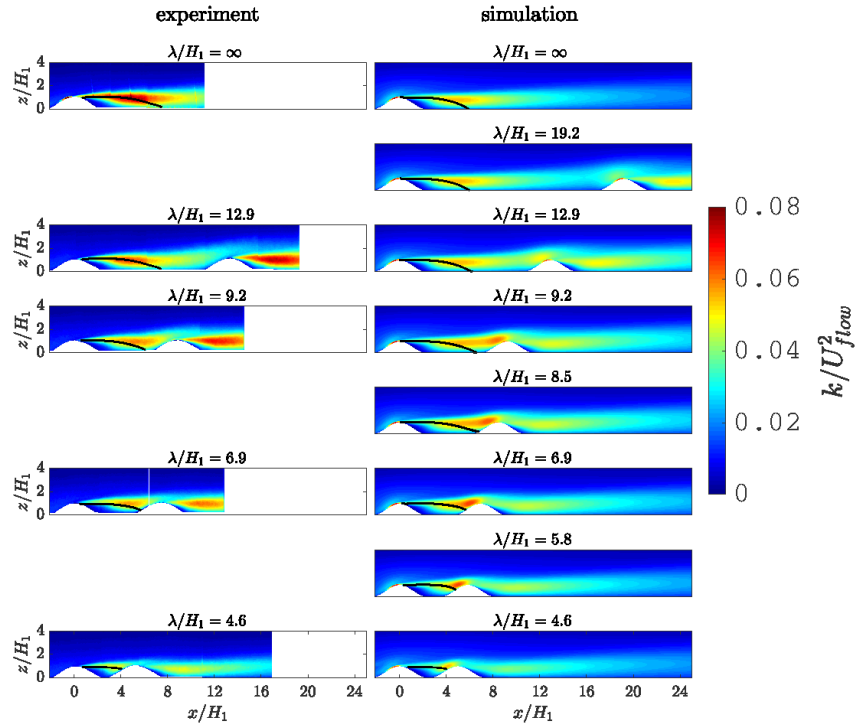 experiment simulation
λ/H₁ = ∞ λ/H₁ = ∞
z/H₁ 4 2 0
λ/H₁ = 19.2
λ/H₁ = 12.9 λ/H₁ = 12.9
z/H₁ 4 2 0
λ/H₁ = 9.2 λ/H₁ = 9.2
z/H₁ 4 2 0
λ/H₁ = 8.5
λ/H₁ = 6.9 λ/H₁ = 6.9
z/H₁ 4 2 0
λ/H₁ = 5.8
λ/H₁ = 4.6 λ/H₁ = 4.6
z/H₁ 4 2 0
0 4 8 12 16 20 24 0 4 8 12 16 20 24
x/H₁ x/H₁
0.08
0.06
0.04
0.02
0
k/U²_flow